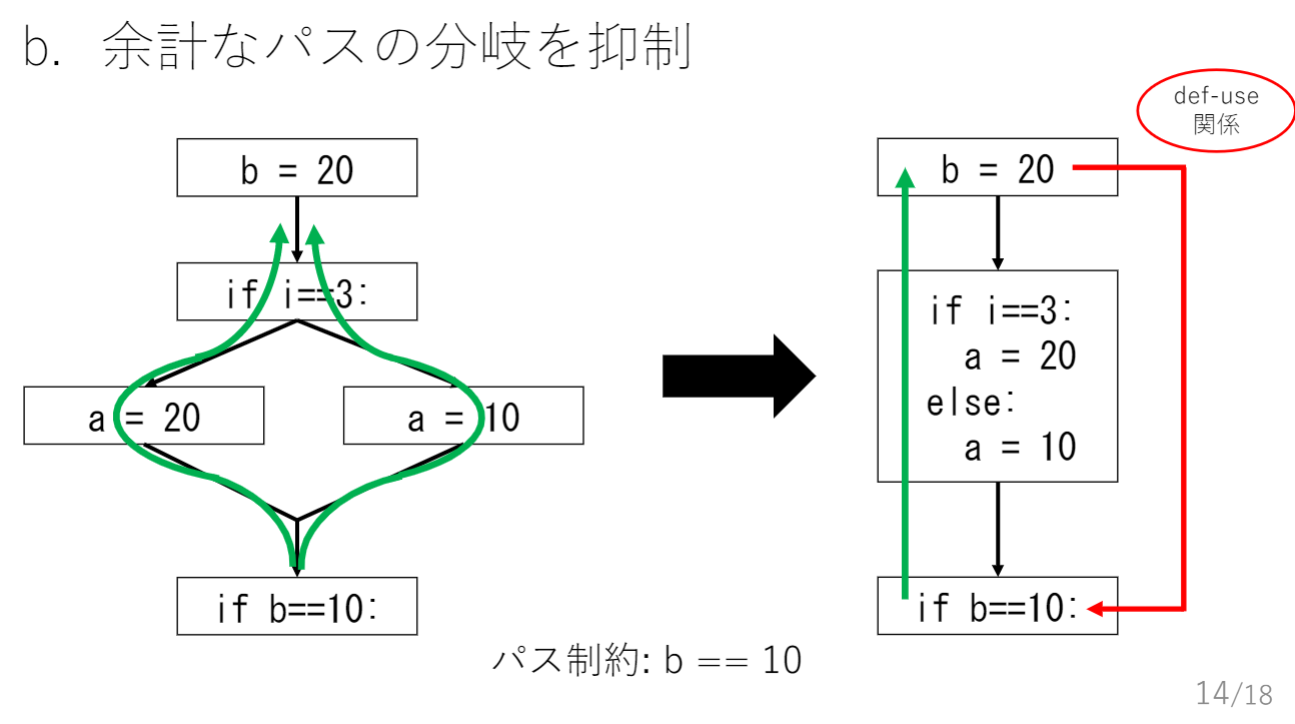 b. 余計なパスの分岐を抑制
def-use
関係
b = 20
if i==3:
a = 20
a = 10
if b==10:
b = 20
if i==3:
a = 20
else:
a = 10
if b==10:
パス制約: b == 10
14/18